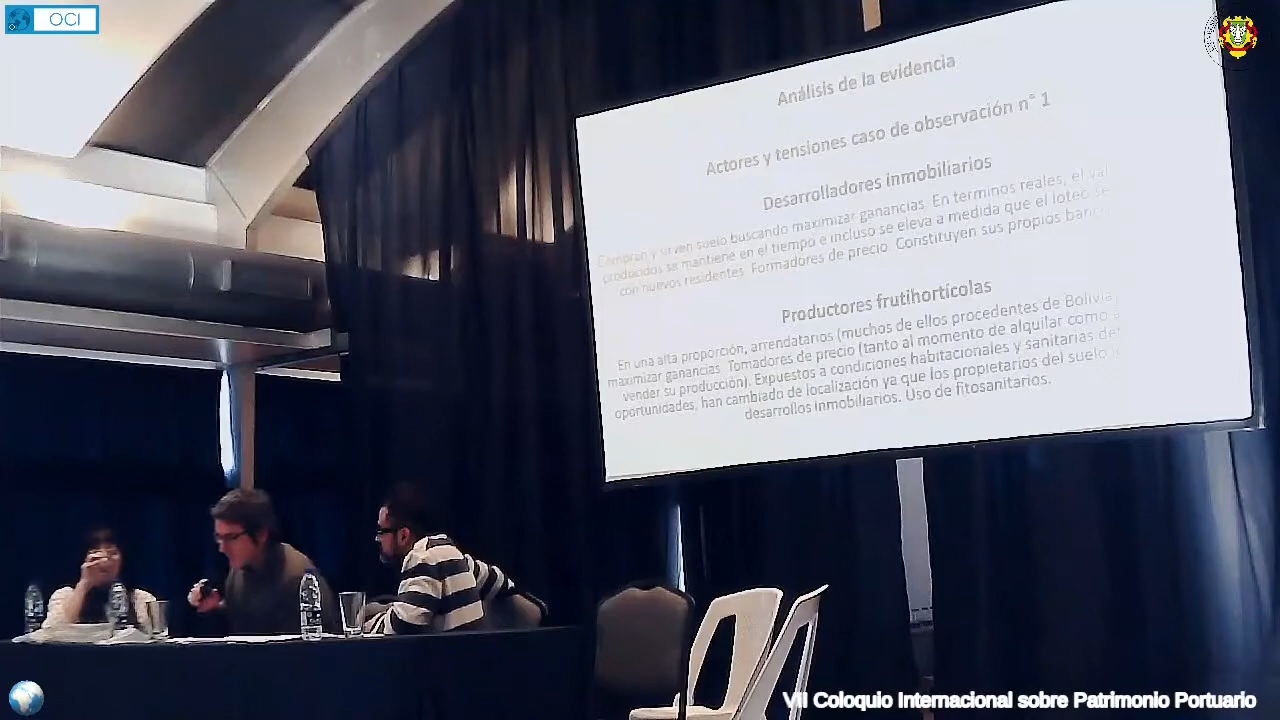 OCI
Análisis de la evidencia
Actores y tensiones caso de observación n° 1
Desarrolladores inmobiliarios
Compran y sirven suelo buscando maximizar ganancias. En terminos reales, el val
producidos se mantiene en el tiempo e incluso se eleva a medida que el loteo se
con nuevos residentes. Formadores de precio. Constituyen sus propios
Productores frutihortícolas
En una alta proporción, arrendatarios (muchos de ellos procedentes de Bolivia
maximizar ganancias. Tomadores de precio (tanto al momento de alquilar como
vender su producción). Expuestos a condiciones habitacionales y sanitarias
oportunidades, han cambiado de localización ya que los propietarios del suelo
desarrollos inmobiliarios. Uso de fitosanitarios.
VII Coloquio Internacional sobre Patrimonio Portuario